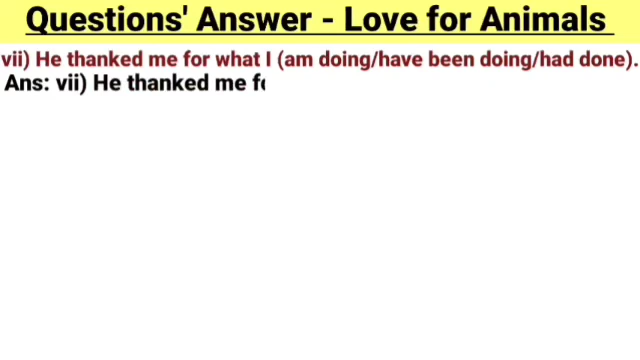 Questions' Answer - Love for Animals
vii) He thanked me for what I (am doing/have been doing/had done).
Ans: vii) He thanked me